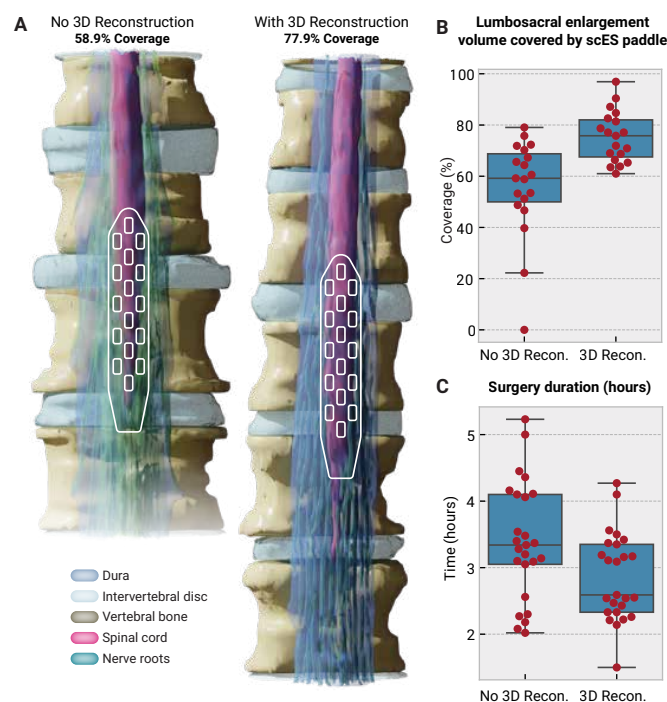 A
No 3D Reconstruction
58.9% Coverage
With 3D Reconstruction
77.9% Coverage
Dura
Intervertebral disc
Vertebral bone
Spinal cord
Nerve roots
B
Lumbosacral enlargement
volume covered by scES paddle
Coverage (%)
100
80
60
40
20
0
No 3D Recon.
3D Recon.
C
Surgery duration (hours)
Time (hours)
5
4
3
2
No 3D Recon.
3D Recon.